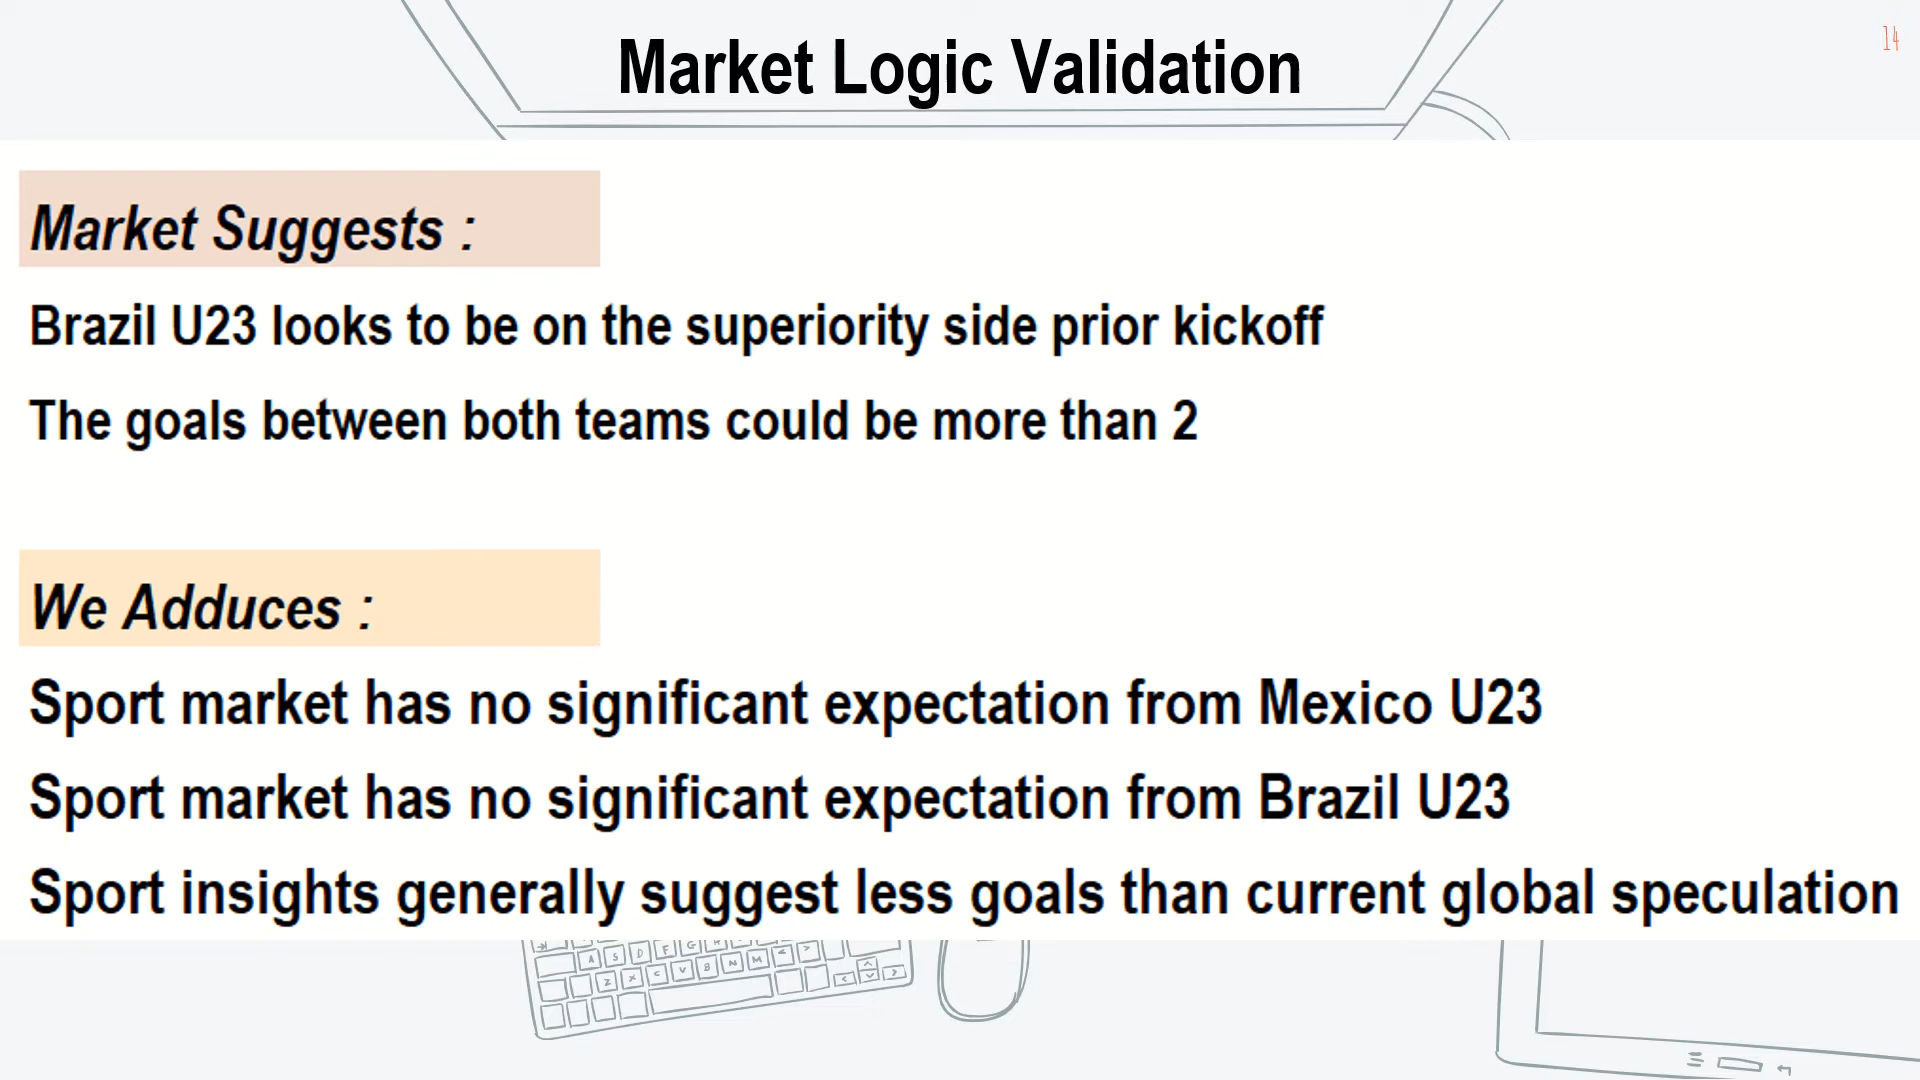 Market Logic Validation
14
Market Suggests :
Brazil U23 looks to be on the superiority side prior kickoff
The goals between both teams could be more than 2
We Adduces :
Sport market has no significant expectation from Mexico U23
Sport market has no significant expectation from Brazil U23
Sport insights generally suggest less goals than current global speculation
A S D F G H
Z X C V B N M